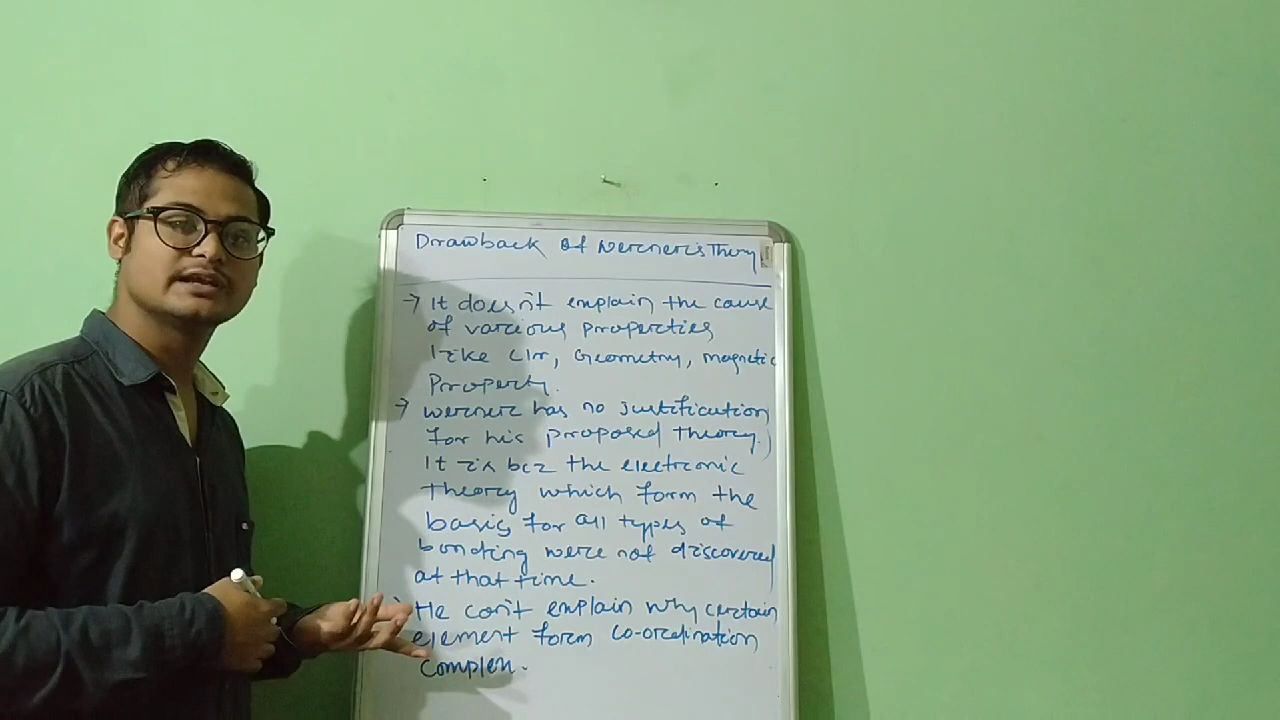 Drawback of Werner's Theory
→ It doesn't explain the cause
of various properties
like clr, Geometry, magnetic
Property.
→ werner has no justification
for his proposed theory.
It is bcz the electronic
theory which form the
basis for all types of
bonding were not discovered
at that time.
He con't explain why certain
element form co-ordination
complex.